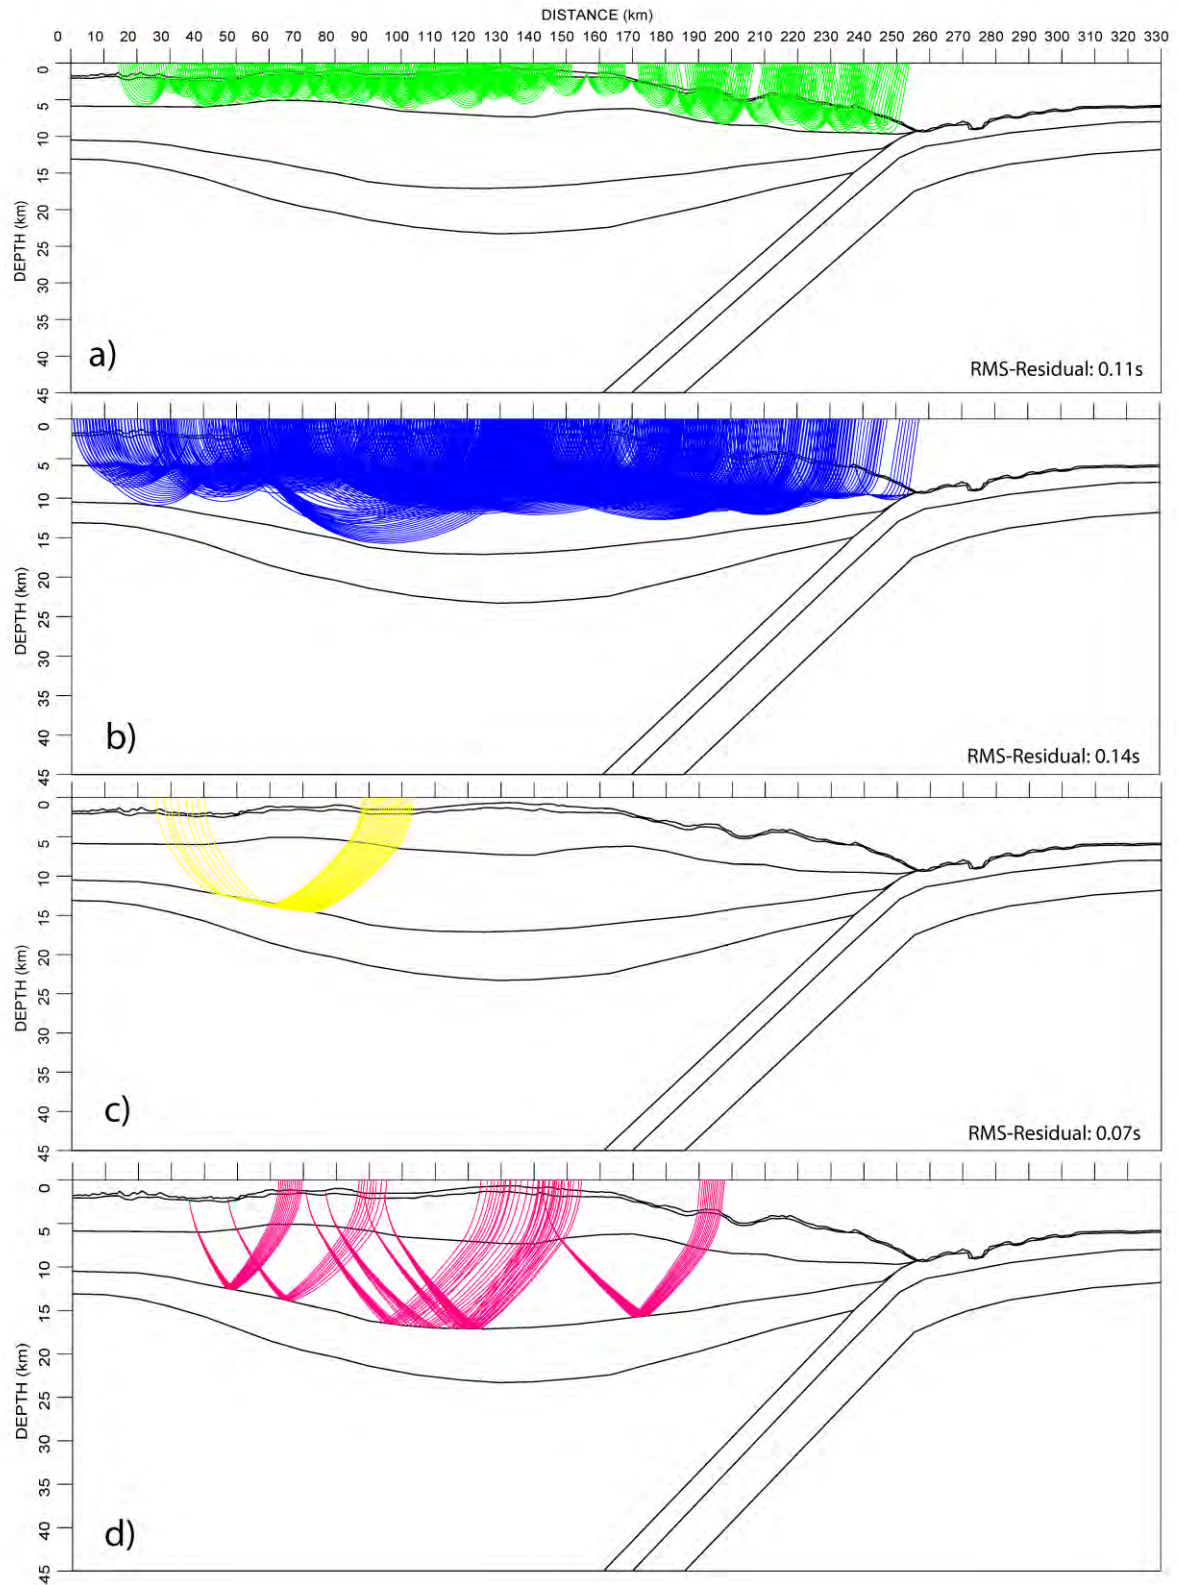 DISTANCE (km)
0 10 20 30 40 50 60 70 80 90 100 110 120 130 140 150 160 170 180 190 200 210 220 230 240 250 260 270 280 290 300 310 320 330
DEPTH (km)
0 5 10 15 20 25 30 35 40 45
a)
RMS-Residual: 0.11s
DEPTH (km)
0 5 10 15 20 25 30 35 40 45
b)
RMS-Residual: 0.14s
DEPTH (km)
0 5 10 15 20 25 30 35 40 45
c)
RMS-Residual: 0.07s
DEPTH (km)
0 5 10 15 20 25 30 35 40 45
d)